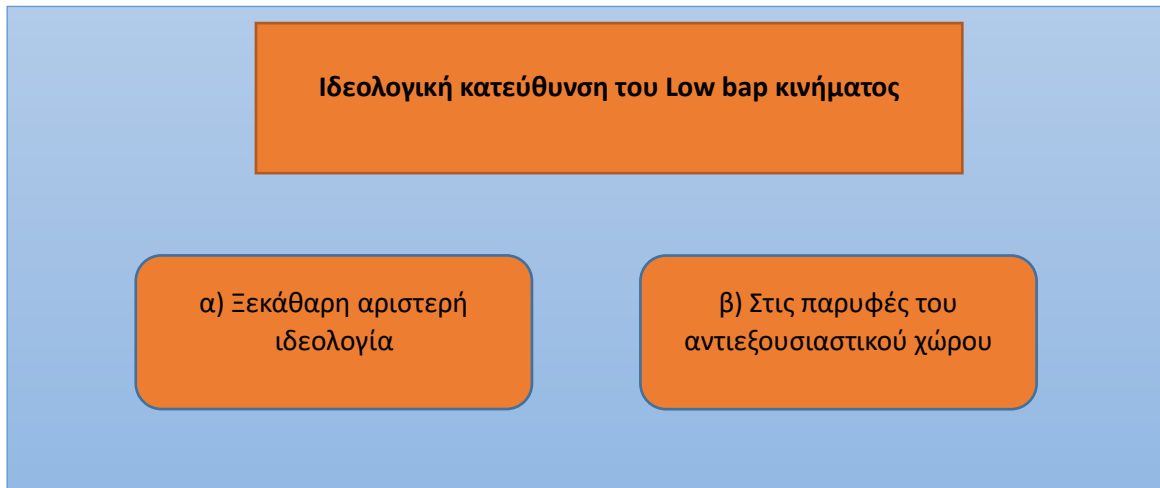 Ιδεολογική κατεύθυνση του Low bap κινήματος
α) Ξεκάθαρη αριστερή
ιδεολογία
β) Στις παρυφές του
αντιεξουσιαστικού χώρου